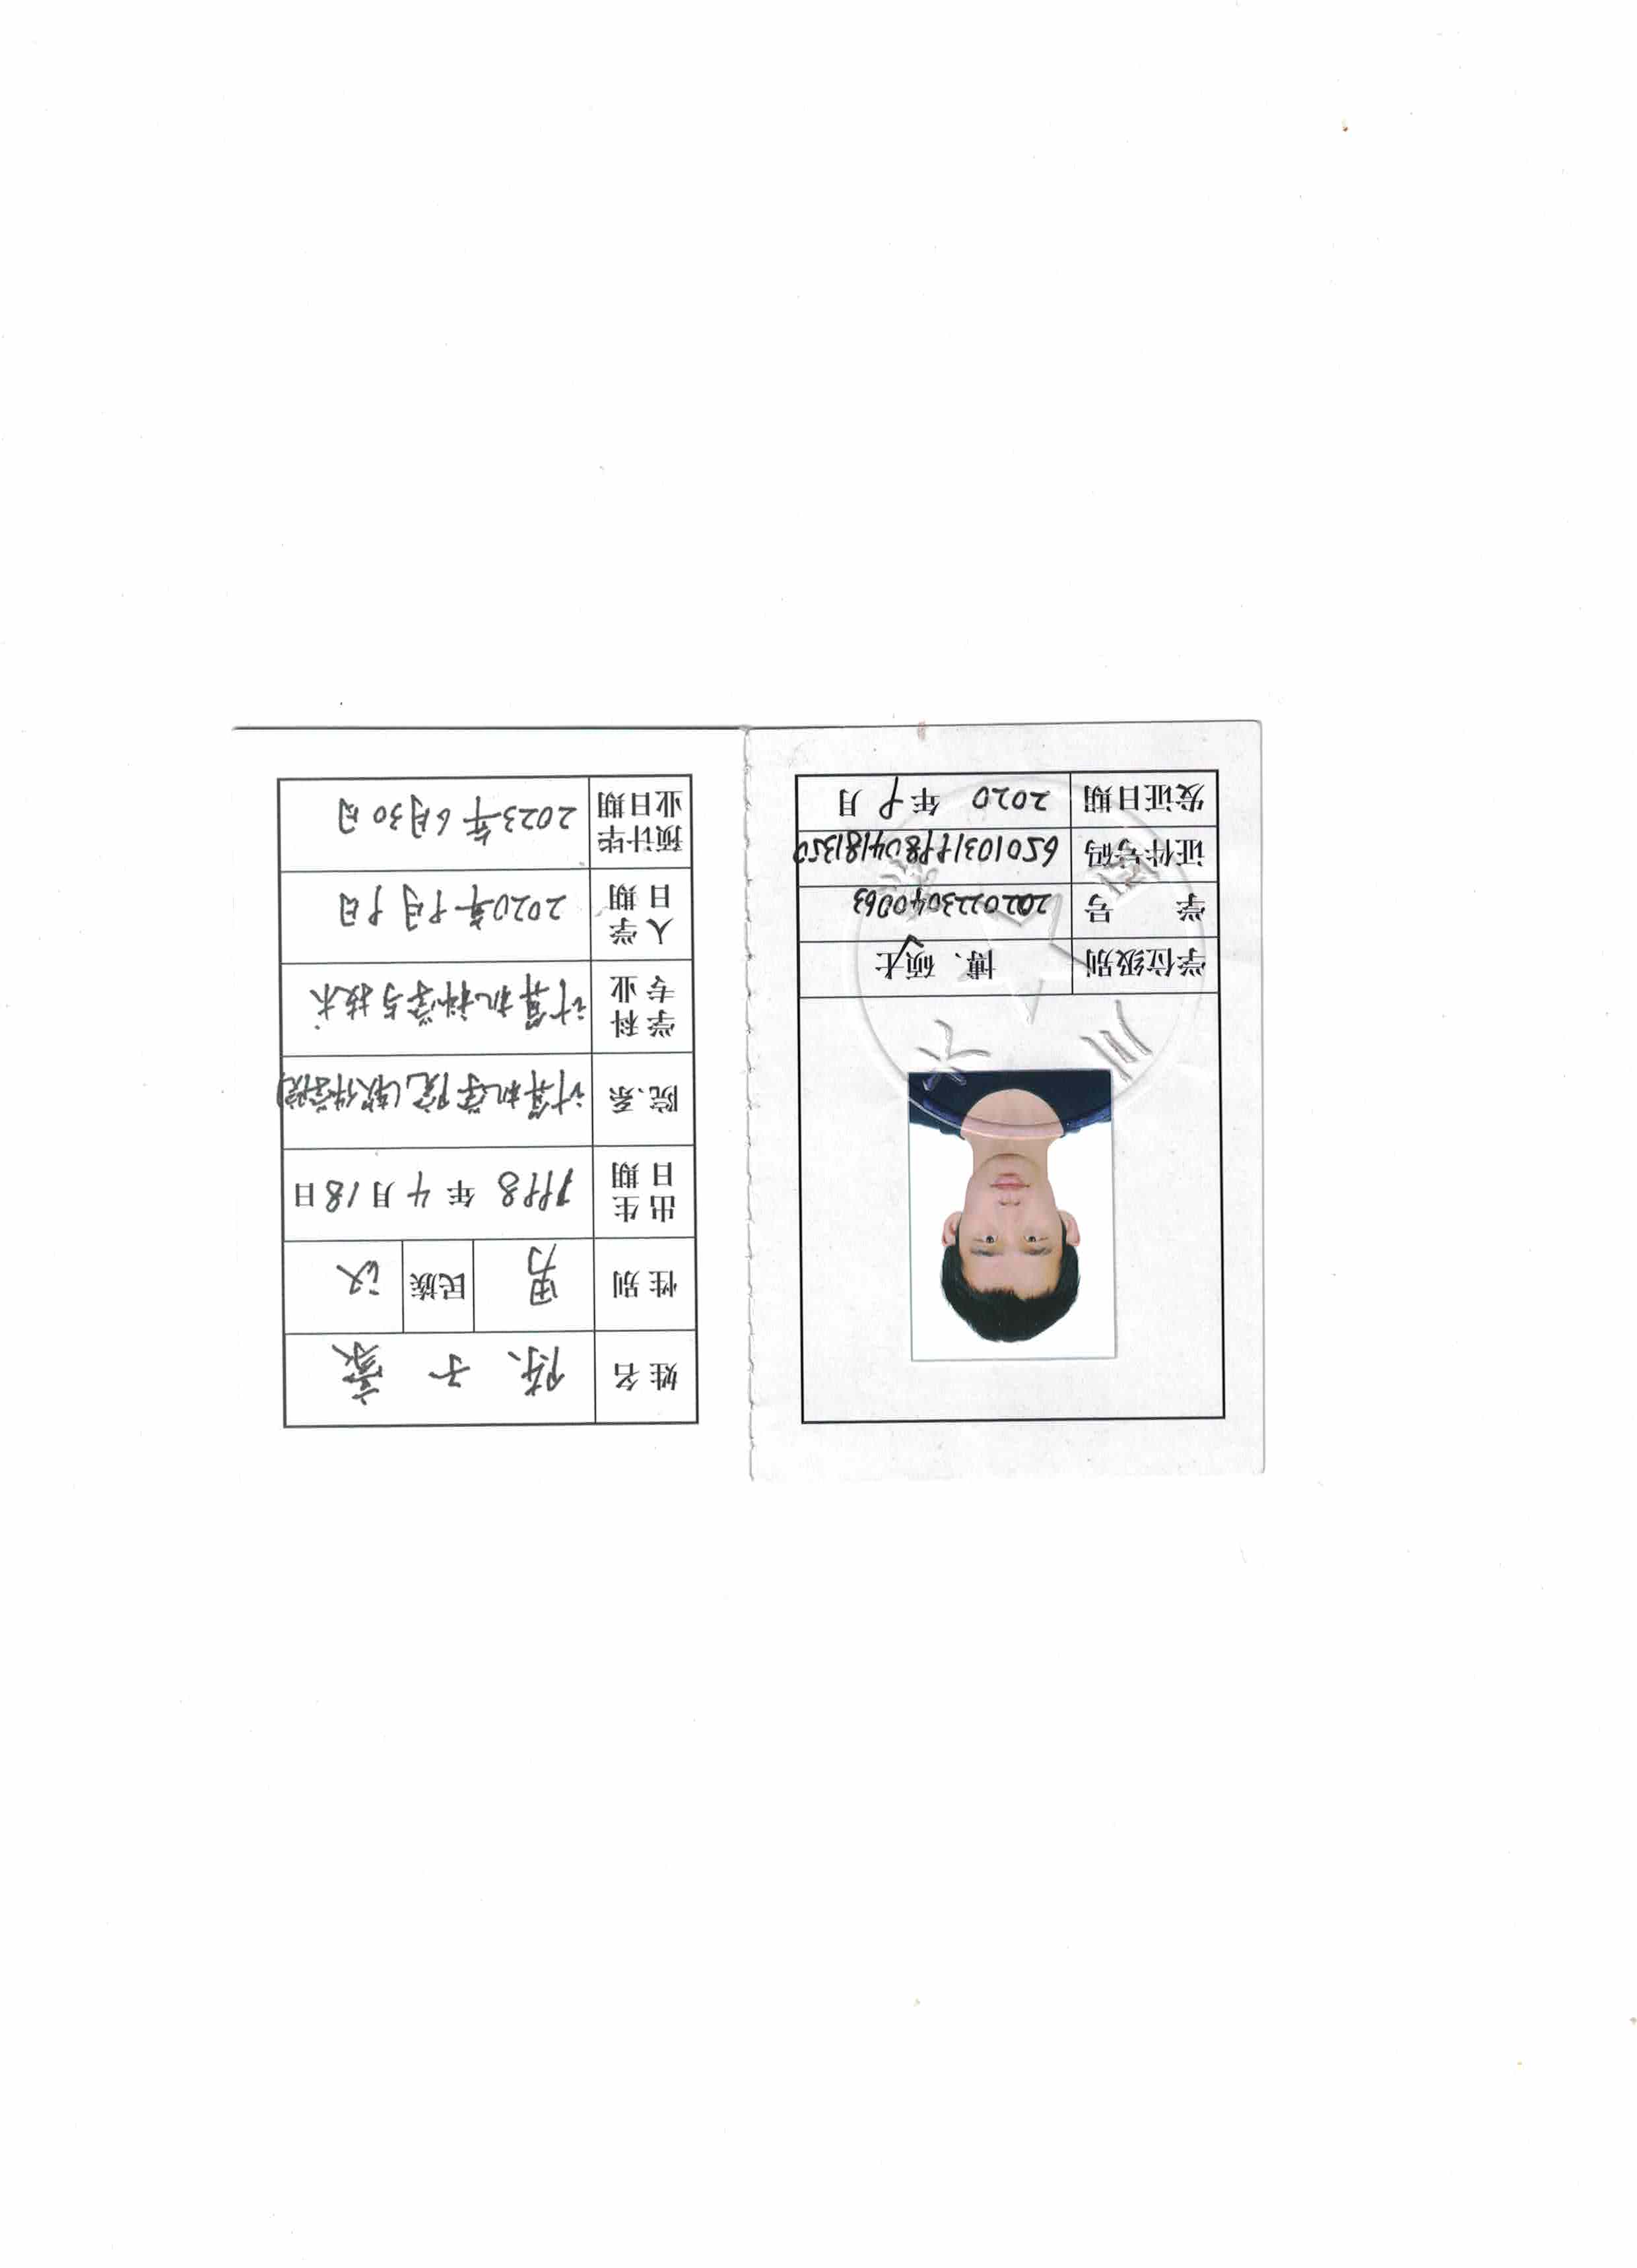 学位级别 博、硕士
学 号 2020223040063
证件号码 650103199804181350
发证日期 2020 年 9 月
姓名 陈子豪
性别 男 民族 汉
出生日期 1998 年 4 月 18 日
院、系 计算机学院(软件学院)
学科专业 计算机科学与技术
入学日期 2020年9月9日
预计毕业日期 2023年6月30日